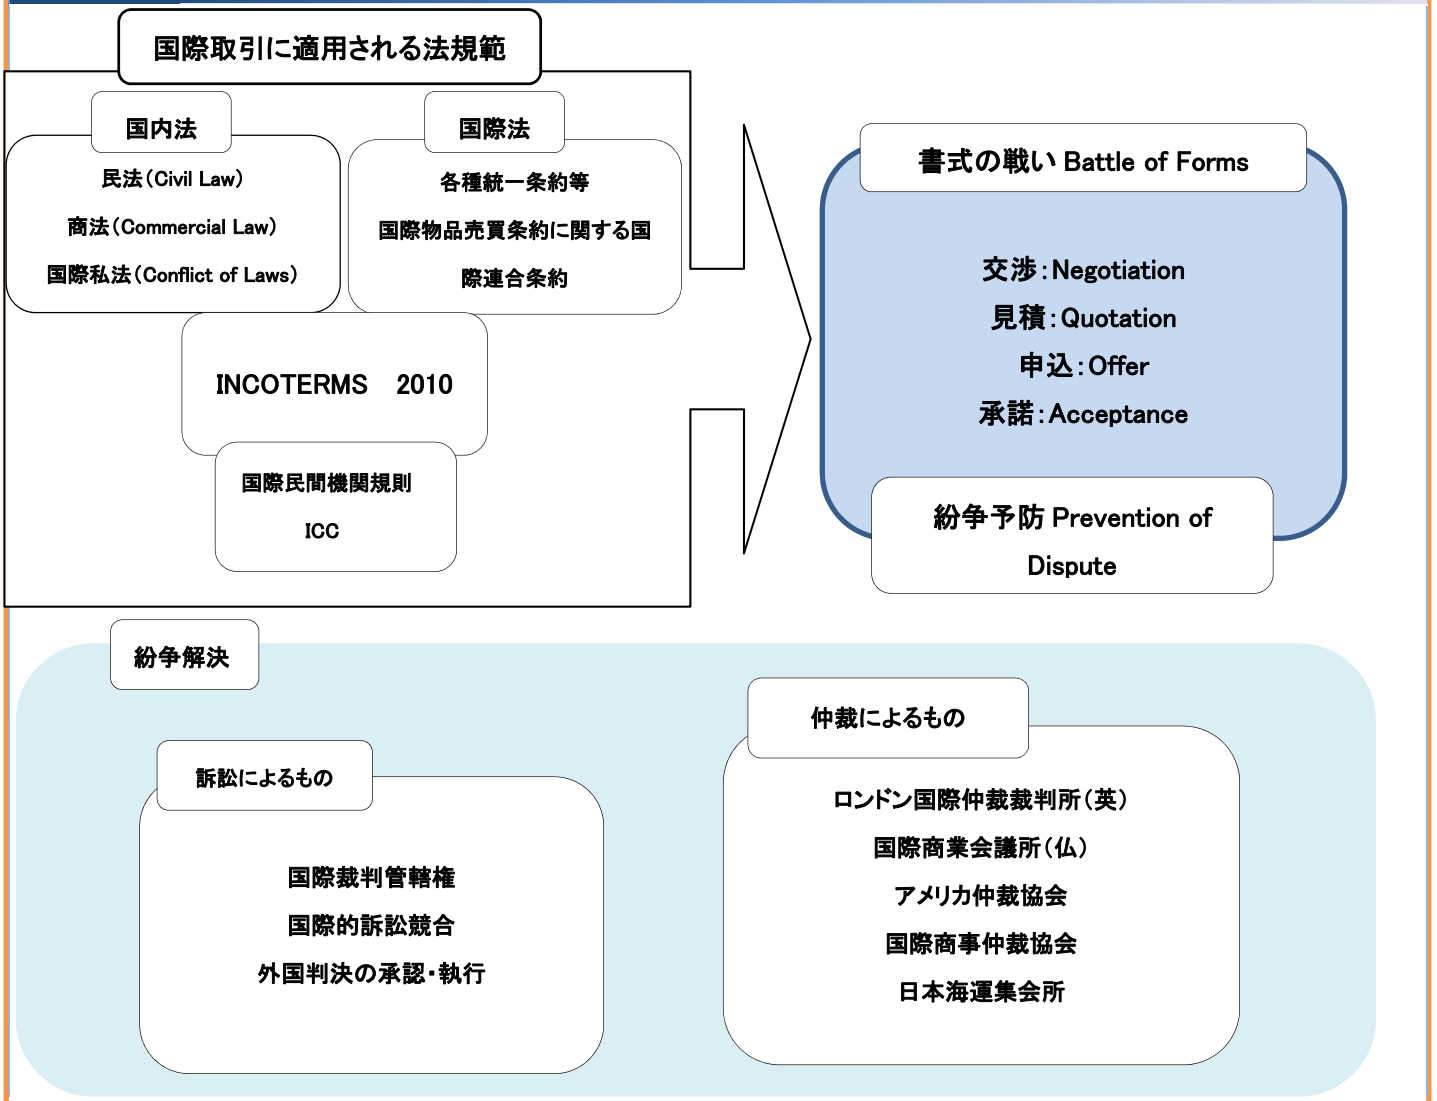 国際取引に適用される法規範
国内法
民法（Civil Law）
商法（Commercial Law）
国際私法（Conflict of Laws）
国際法
各種統一条約等
国際物品売買条約に関する国
際連合条約
INCOTERMS　2010
国際民間機関規則
ICC
書式の戦い Battle of Forms
交渉：Negotiation
見積：Quotation
申込：Offer
承諾：Acceptance
紛争予防 Prevention of
Dispute
紛争解決
訴訟によるもの
国際裁判管轄権
国際的訴訟競合
外国判決の承認・執行
仲裁によるもの
ロンドン国際仲裁裁判所（英）
国際商業会議所（仏）
アメリカ仲裁協会
国際商事仲裁協会
日本海運集会所